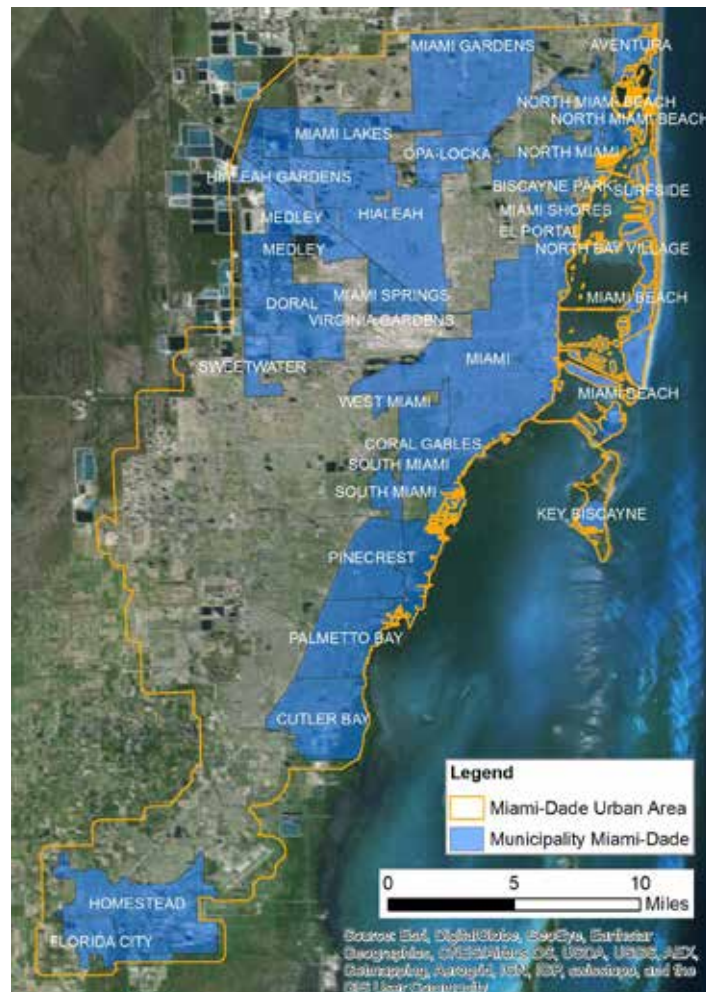 MIAMI GARDENS
AVENTURA
NORTH MIAMI BEACH
NORTH MIAMI BEACH
MIAMI LAKES
OPA-LOCKA
NORTH MIAMI
HIALEAH GARDENS
BISCAYNE PARK
SURFSIDE
MEDLEY
HIALEAH
MIAMI SHORES
EL PORTAL
MEDLEY
NORTH BAY VILLAGE
DORAL
MIAMI SPRINGS
MIAMI BEACH
VIRGINIA GARDENS
SWEETWATER
MIAMI
WEST MIAMI
MIAMI BEACH
CORAL GABLES
SOUTH MIAMI
SOUTH MIAMI
KEY BISCAYNE
PINECREST
PALMETTO BAY
CUTLER BAY
Legend
Miami-Dade Urban Area
Municipality Miami-Dade
0 5 10
Miles
HOMESTEAD
FLORIDA CITY
Source: Esri, DigitalGlobe, GeoEye, Earthstar
Geographics, CNES/Airbus DS, USDA, USGS, AEX,
Getmapping, Aerogrid, IGN, IGP, swisstopo, and the
GIS User Community